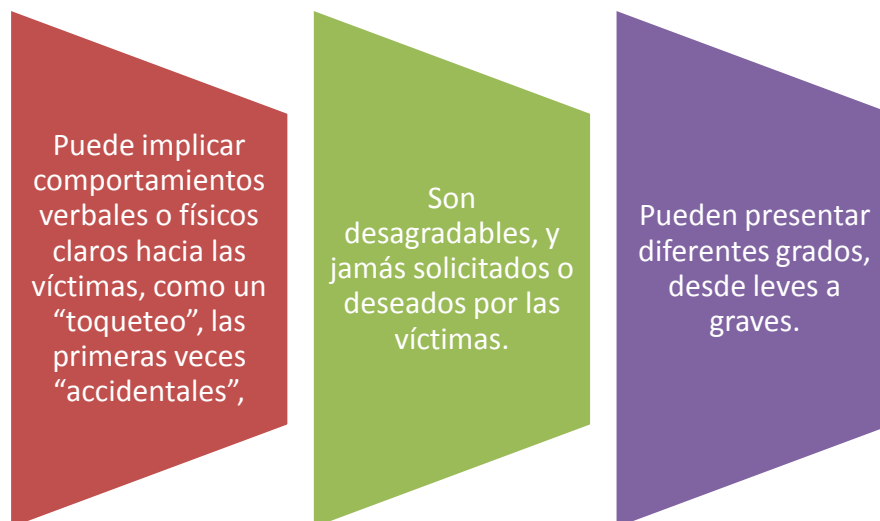 Puede implicar
comportamientos
verbales o físicos
claros hacia las
víctimas, como un
“toqueteo”, las
primeras veces
“accidentales”,
Son
desagradables, y
jamás solicitados o
deseados por las
víctimas.
Pueden presentar
diferentes grados,
desde leves a
graves.